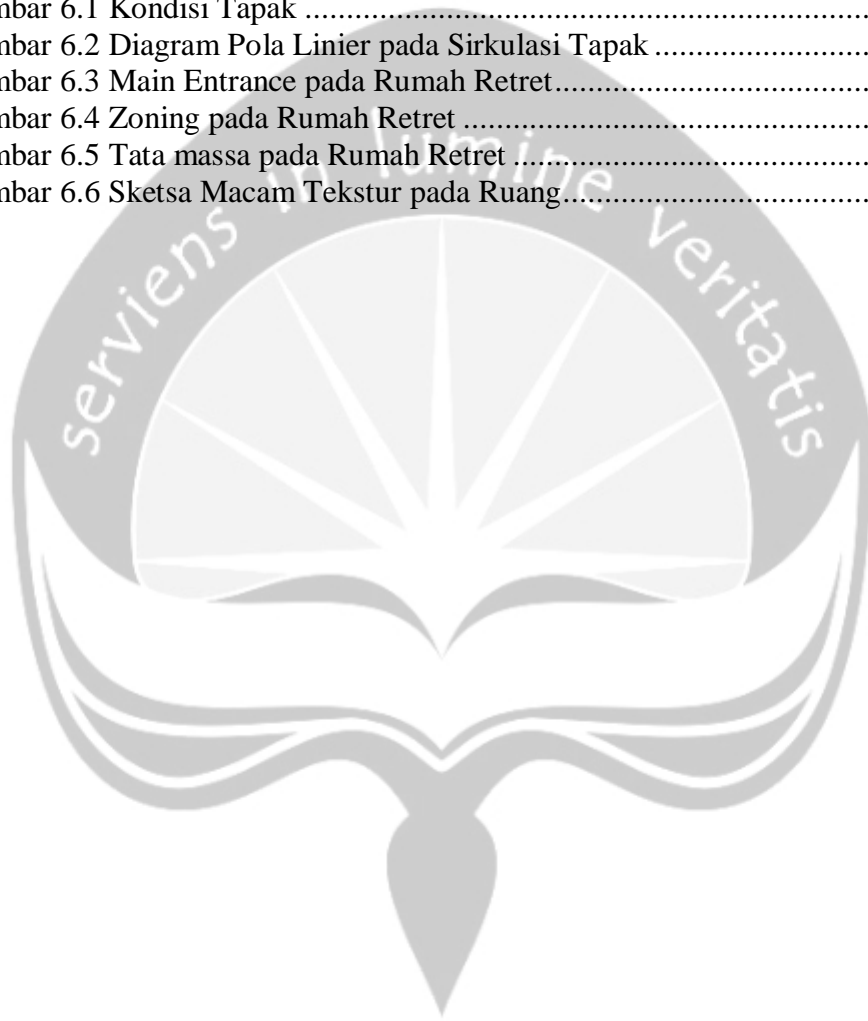 mbar 6.1 Kondisi Tapak ........................................................................
mbar 6.2 Diagram Pola Linier pada Sirkulasi Tapak ...........................
mbar 6.3 Main Entrance pada Rumah Retret........................................
mbar 6.4 Zoning pada Rumah Retret ....................................................
mbar 6.5 Tata massa pada Rumah Retret .............................................
mbar 6.6 Sketsa Macam Tekstur pada Ruang.......................................
serviens in lumine veritatis